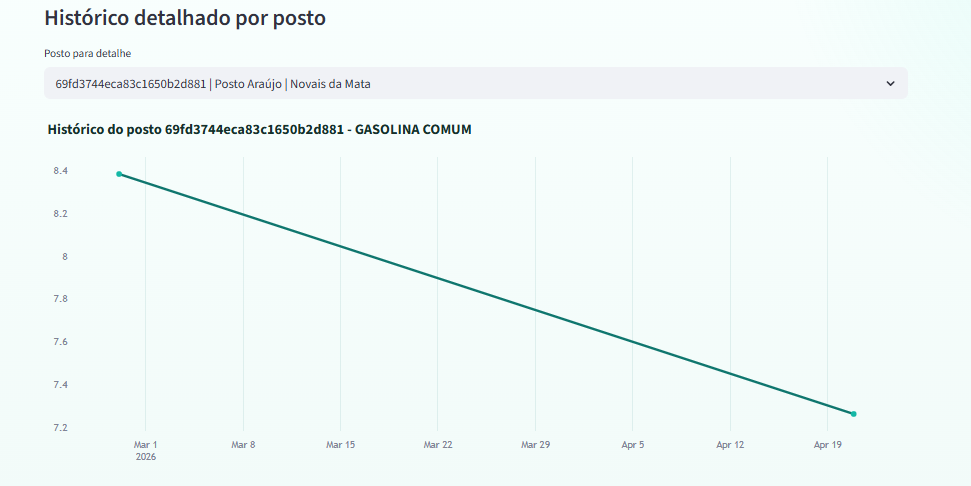 Histórico detalhado por posto
Posto para detalhe
69fd3744eca83c1650b2d881 | Posto Araújo | Novais da Mata
Histórico do posto 69fd3744eca83c1650b2d881 - GASOLINA COMUM
8.4
8.2
8
7.8
7.6
7.4
7.2
Mar 1 Mar 8 Mar 15 Mar 22 Mar 29 Apr 5 Apr 12 Apr 19
2026